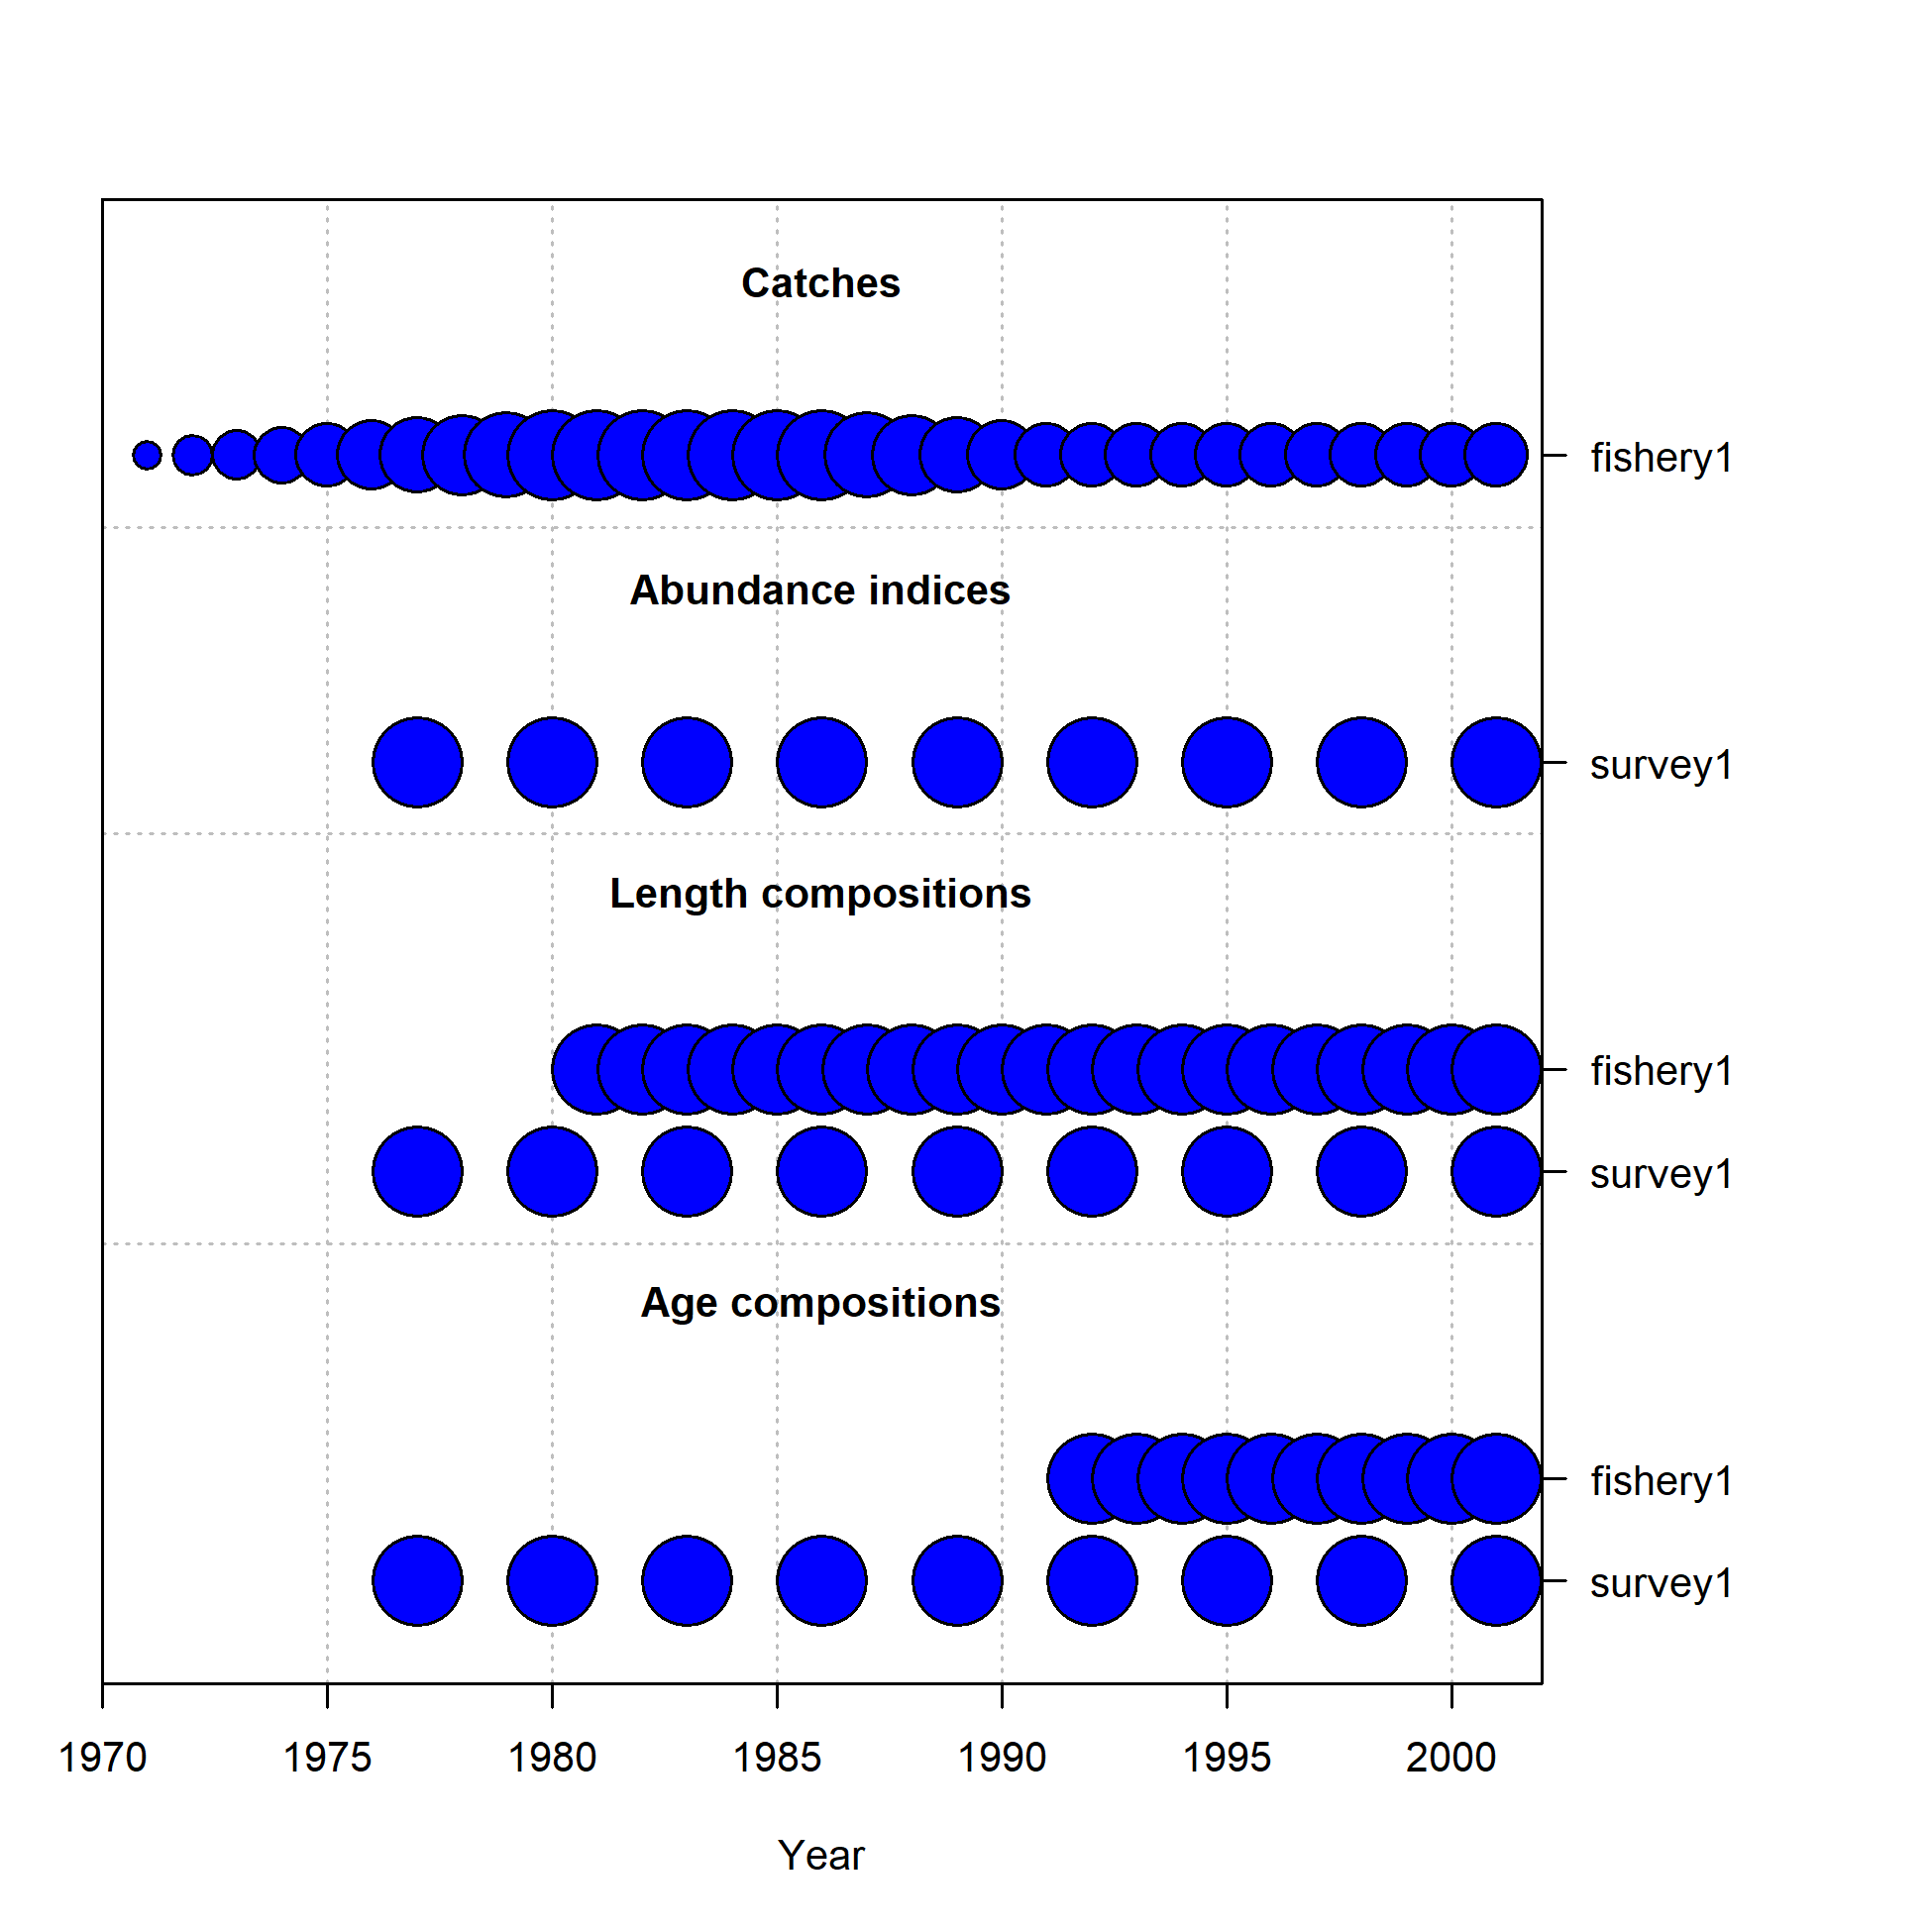 Catches
fishery1
Abundance indices
survey1
Length compositions
fishery1
survey1
Age compositions
fishery1
survey1
1970 1975 1980 1985 1990 1995 2000
Year